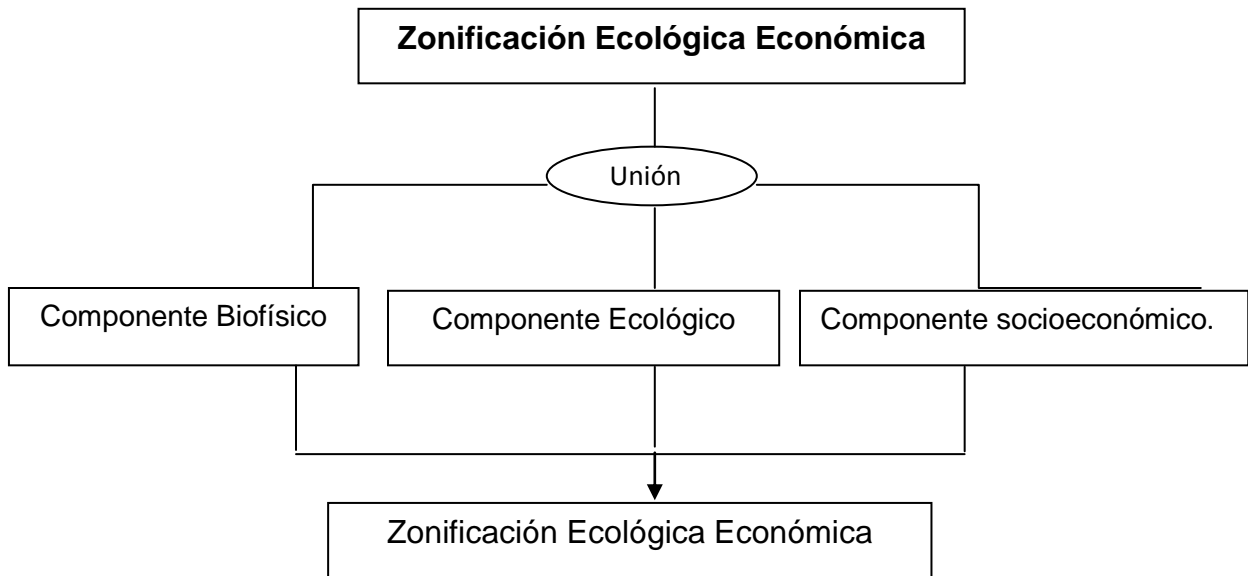 Zonificación Ecológica Económica
Unión
Componente Biofísico
Componente Ecológico
Componente socioeconómico.
Zonificación Ecológica Económica